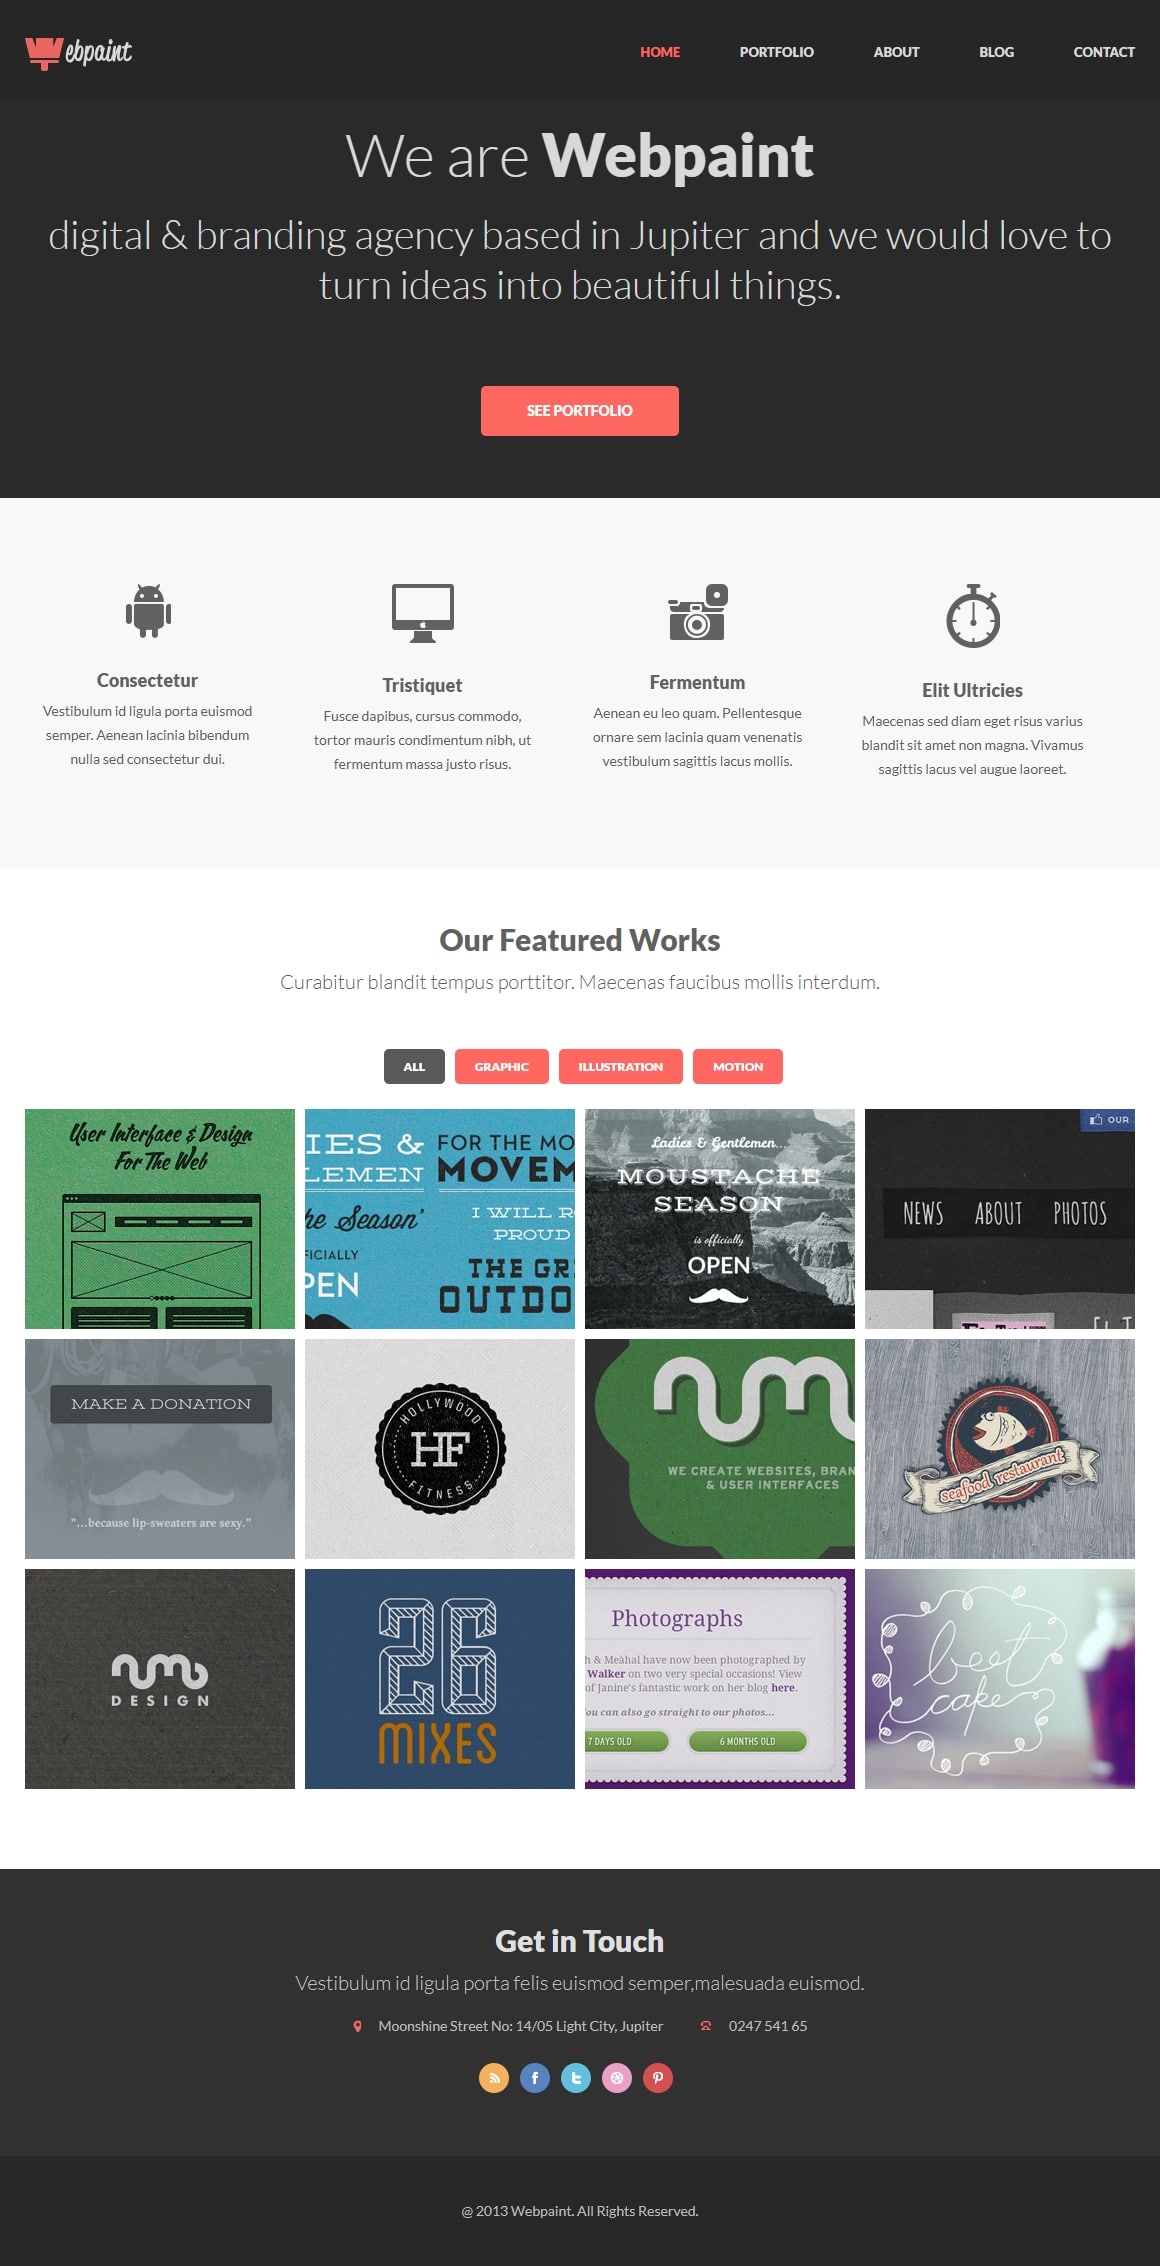 ebpaint
HOME PORTFOLIO ABOUT BLOG CONTACT
We are Webpaint
digital & branding agency based in Jupiter and we would love to
turn ideas into beautiful things.
SEE PORTFOLIO
Consectetur
Vestibulum id ligula porta euismod
semper. Aenean lacinia bibendum
nulla sed consectetur dui.
Tristiquet
Fusce dapibus, cursus commodo,
tortor mauris condimentum nibh, ut
fermentum massa justo risus.
Fermentum
Aenean eu leo quam. Pellentesque
ornare sem lacinia quam venenatis
vestibulum sagittis lacus mollis.
Elit Ultricies
Maecenas sed diam eget risus varius
blandit sit amet non magna. Vivamus
sagittis lacus vel augue laoreet.
Our Featured Works
Curabitur blandit tempus porttitor. Maecenas faucibus mollis interdum.
ALL GRAPHIC ILLUSTRATION MOTION
User Interface & Design
For The Web
IES &
LEMEN
he Season'
FICIALLY
PEN
FOR THE MO
MOVEM
I WILL R
PROUD
THE GR
OUTDO
Ladies & Gentlemen...
MOUSTACHE
SEASON
is officially
OPEN
OUR
NEWS ABOUT PHOTOS
MAKE A DONATION
"...because lip-sweaters are sexy."
HOLLYWOOD
HF
FITNESS
WE CREATE WEBSITES, BRAN
& USER INTERFACES
seafood restaurant
DESIGN
26
MIXES
Photographs
h & Meàhal have now been photographed by
Walker on two very special occasions! View
of Janine's fantastic work on her blog here.
ou can also go straight to our photos...
7 DAYS OLD 6 MONTHS OLD
beet
cake
Get in Touch
Vestibulum id ligula porta felis euismod semper,malesuada euismod.
Moonshine Street No: 14/05 Light City, Jupiter 0247 541 65
@ 2013 Webpaint. All Rights Reserved.